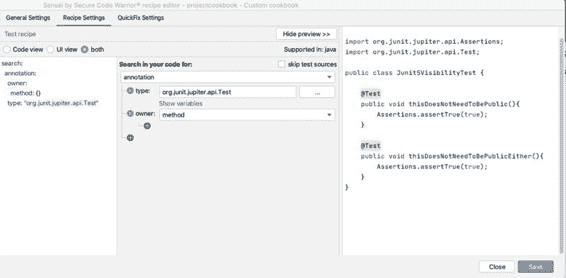 Sensei by Secure Code Warrior® recipe editor - projectcookbook - Custom cookbook
General Settings Recipe Settings QuickFix Settings
Test recipe
Hide preview >>
Code view UI view both
Supported in: java
search:
annotation:
owner:
method: {}
type: "org.junit.jupiter.api.Test"
Search in your code for:
skip test sources
annotation
type: org.junit.jupiter.api.Test ...
Show variables
owner: method
import org.junit.jupiter.api.Assertions;
import org.junit.jupiter.api.Test;
public class Junit5VisibilityTest {
@Test
public void thisDoesNotNeedToBePublic(){
Assertions.assertTrue(true);
}
@Test
public void thisDoesNotNeedToBePublicEither(){
Assertions.assertTrue(true);
}
}
Close Save